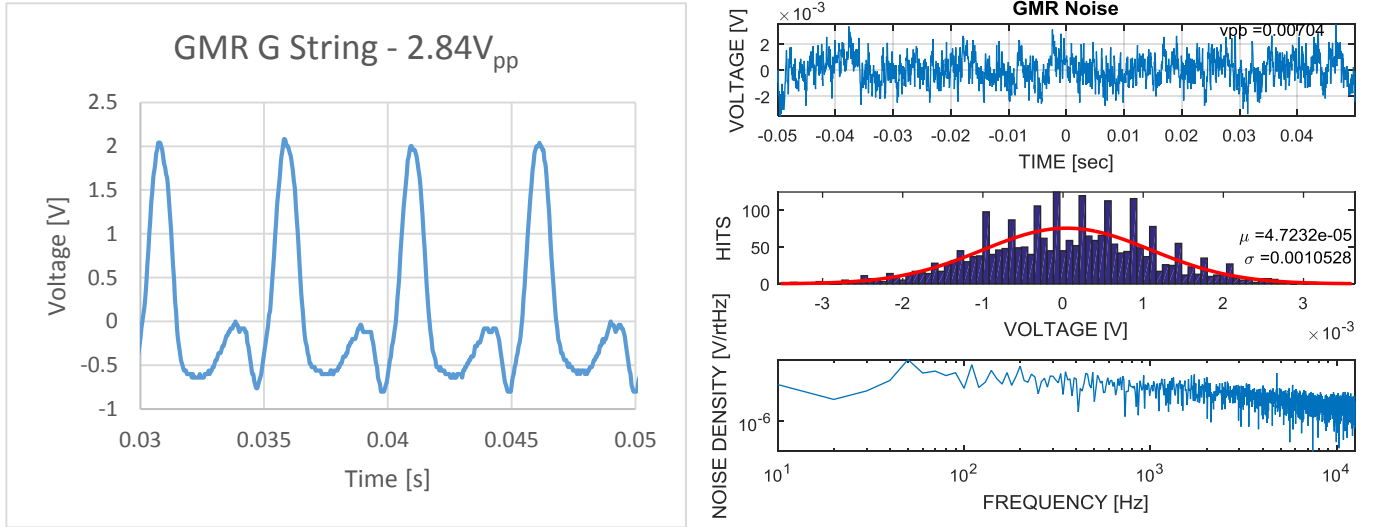 GMR G String - 2.84Vpp
2.5
2
1.5
1
0.5
0
-0.5
-1
Voltage [V]
0.03 0.035 0.04 0.045 0.05
Time [s]
GMR Noise
×10-3
vpp =0.00704
2
0
-2
VOLTAGE [V]
-0.05 -0.04 -0.03 -0.02 -0.01 0 0.01 0.02 0.03 0.04
TIME [sec]
100
50
0
HITS
μ =4.7232e-05
σ =0.0010528
-3 -2 -1 0 1 2 3
VOLTAGE [V]
×10-3
NOISE DENSITY [V/rtHz]
10-6
101 102 103 104
FREQUENCY [Hz]